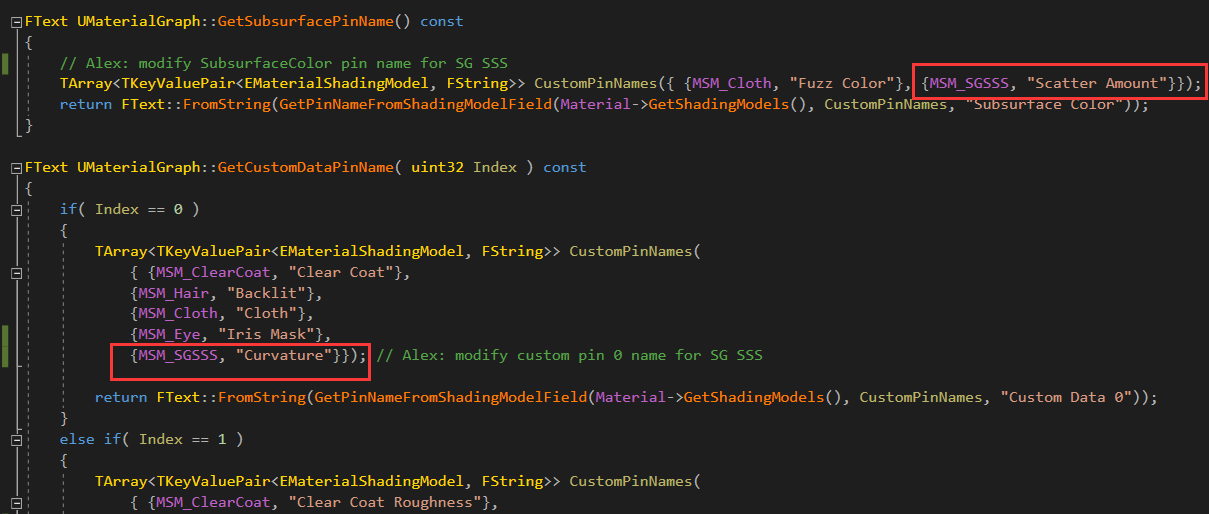 FText UMaterialGraph::GetSubsurfacePinName() const
{
// Alex: modify SubsurfaceColor pin name for SG SSS
TArray<TKeyValuePair<EMaterialShadingModel, FString>> CustomPinNames({ {MSM_Cloth, "Fuzz Color"}, {MSM_SGSSS, "Scatter Amount"}});
return FText::FromString(GetPinNameFromShadingModelField(Material->GetShadingModels(), CustomPinNames, "Subsurface Color"));
}
FText UMaterialGraph::GetCustomDataPinName( uint32 Index ) const
{
if( Index == 0 )
{
TArray<TKeyValuePair<EMaterialShadingModel, FString>> CustomPinNames(
{ {MSM_ClearCoat, "Clear Coat"},
{MSM_Hair, "Backlit"},
{MSM_Cloth, "Cloth"},
{MSM_Eye, "Iris Mask"},
{MSM_SGSSS, "Curvature"}}); // Alex: modify custom pin 0 name for SG SSS
return FText::FromString(GetPinNameFromShadingModelField(Material->GetShadingModels(), CustomPinNames, "Custom Data 0"));
}
else if( Index == 1 )
{
TArray<TKeyValuePair<EMaterialShadingModel, FString>> CustomPinNames(
{ {MSM_ClearCoat, "Clear Coat Roughness"},